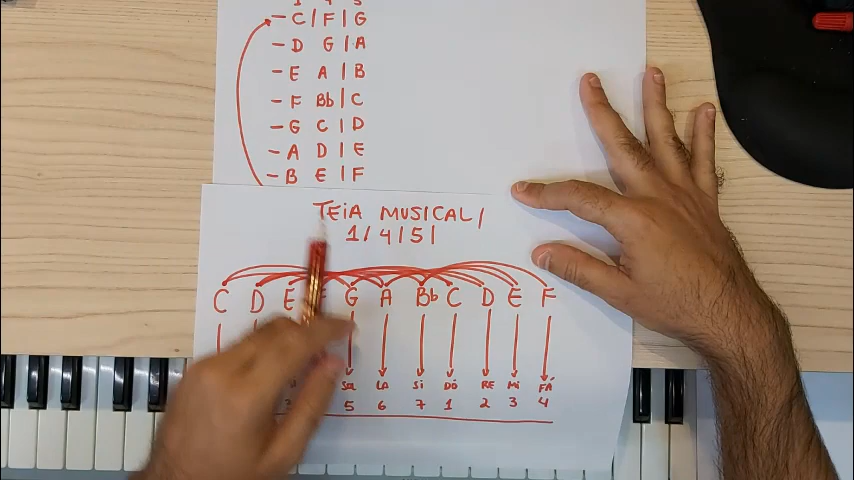 - C / F / G
- D G / A
- E A | B
- F Bb | C
- G C | D
- A D | E
- B E | F
TEiA MUSICAL /
1 / 4 / 5 |
C D E F G A Bb C D E F
Sol LA Si DÓ RE Mi FÁ
5 6 7 1 2 3 4